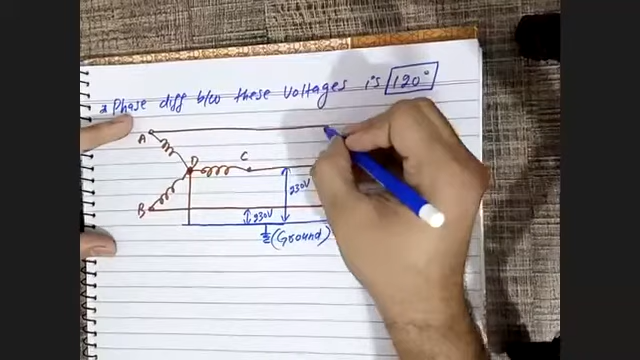 * Phase diff b/w these Voltages is 120°
A
D
C
230V
B
230V
(Ground)